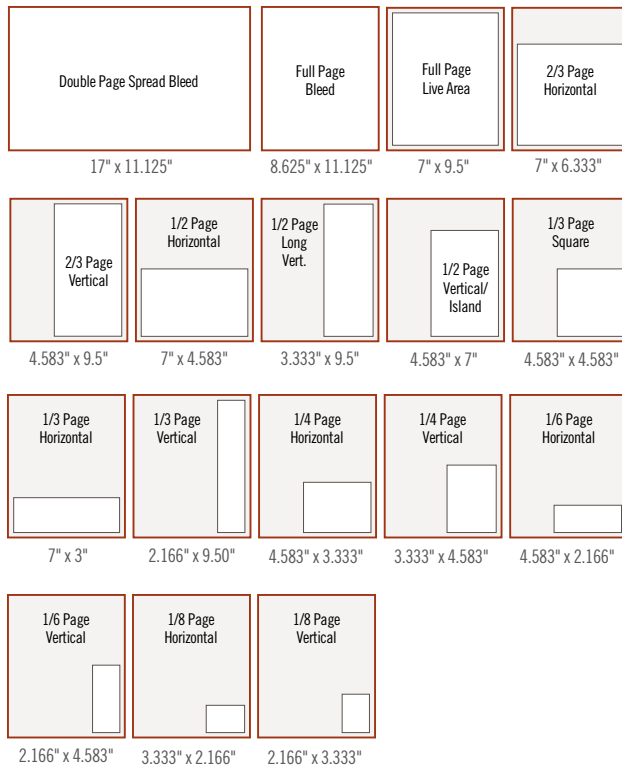 Double Page Spread Bleed
17" x 11.125"
Full Page
Bleed
8.625" x 11.125"
Full Page
Live Area
7" x 9.5"
2/3 Page
Horizontal
7" x 6.333"
2/3 Page
Vertical
4.583" x 9.5"
1/2 Page
Horizontal
7" x 4.583"
1/2 Page
Long
Vert.
3.333" x 9.5"
1/2 Page
Vertical/
Island
4.583" x 7"
1/3 Page
Square
4.583" x 4.583"
1/3 Page
Horizontal
7" x 3"
1/3 Page
Vertical
2.166" x 9.50"
1/4 Page
Horizontal
4.583" x 3.333"
1/4 Page
Vertical
3.333" x 4.583"
1/6 Page
Horizontal
4.583" x 2.166"
1/6 Page
Vertical
2.166" x 4.583"
1/8 Page
Horizontal
3.333" x 2.166"
1/8 Page
Vertical
2.166" x 3.333"